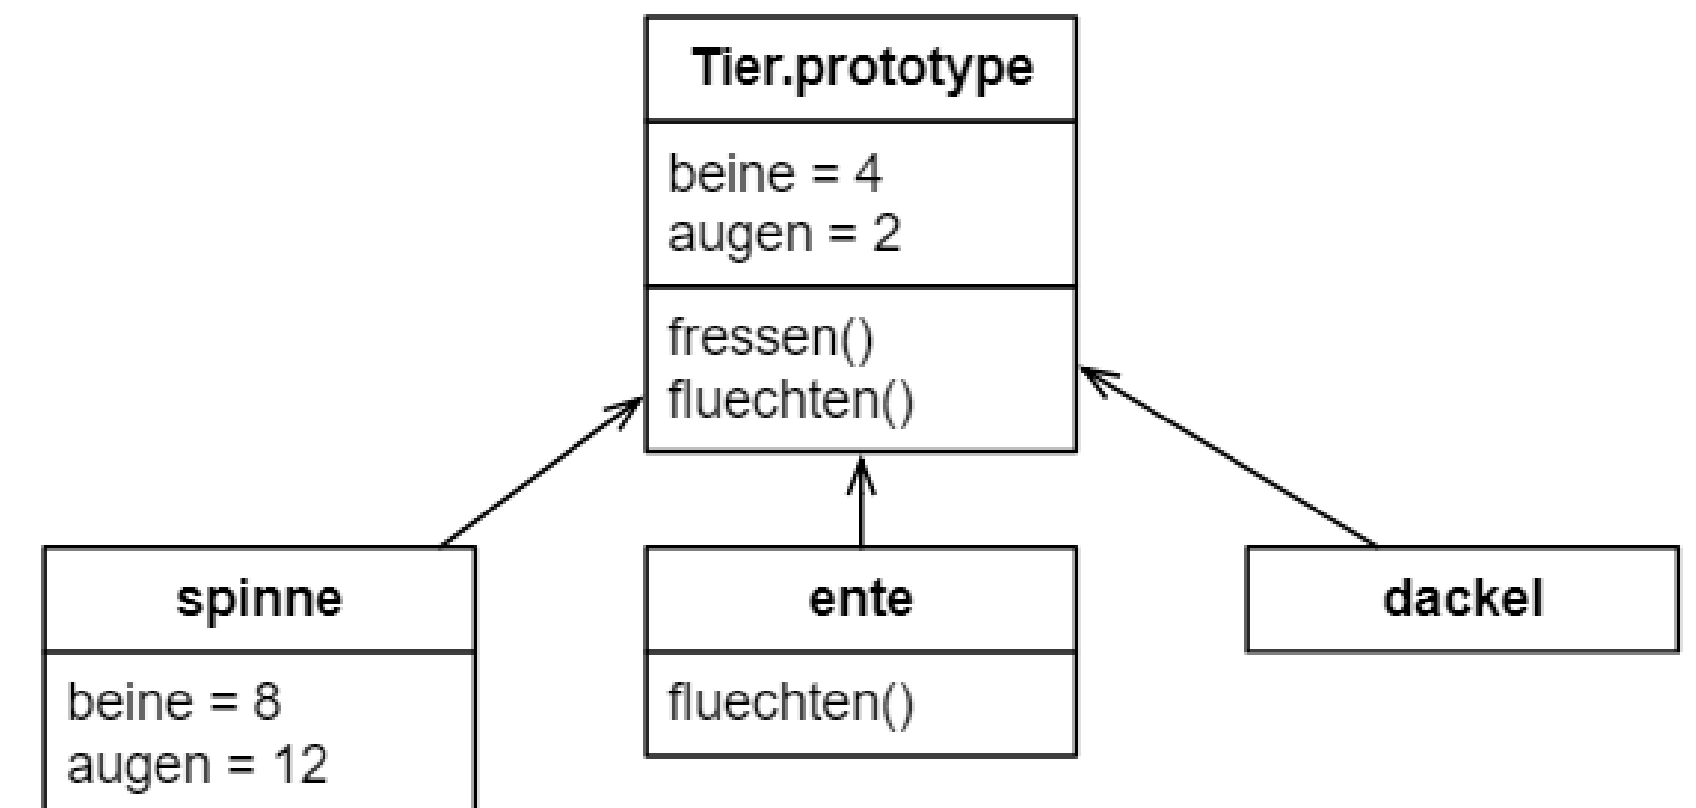 Tier.prototype
beine = 4
augen = 2
fressen()
fluechten()
spinne
beine = 8
augen = 12
ente
fluechten()
dackel